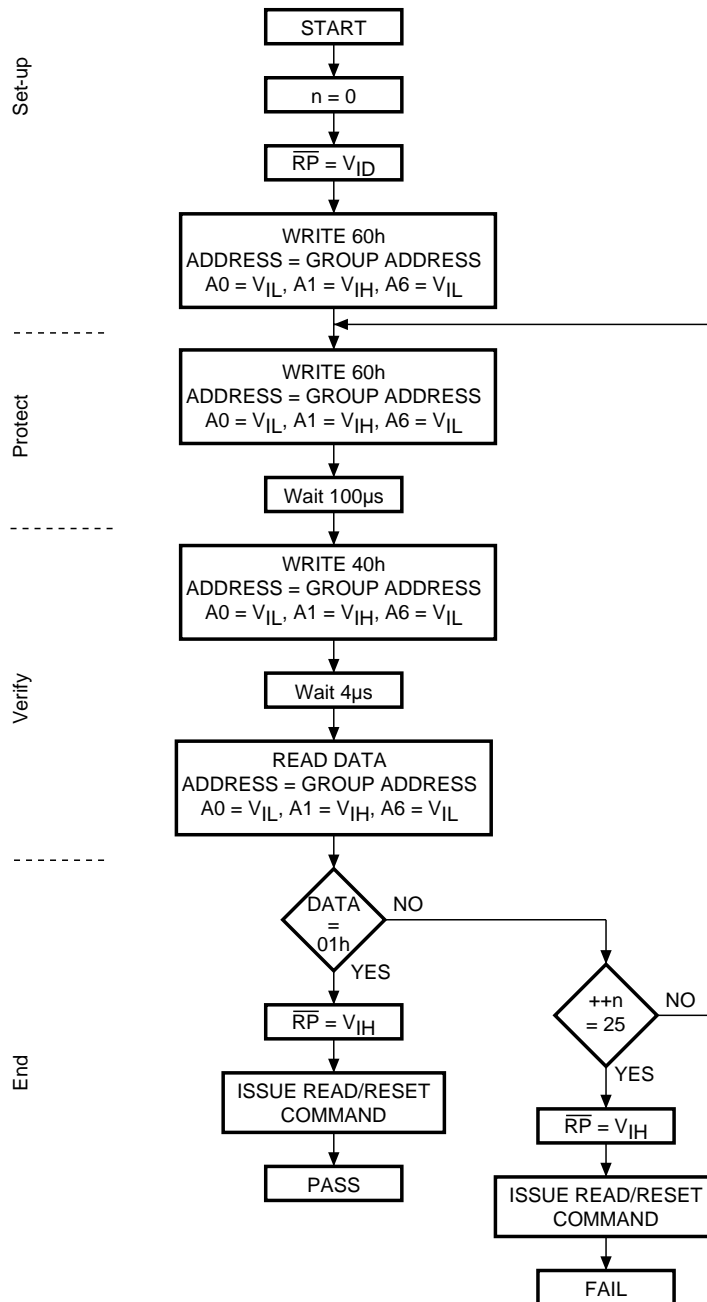 Set-up
START
n = 0
R̅P̅ = VID
WRITE 60h
ADDRESS = GROUP ADDRESS
A0 = VIL, A1 = VIH, A6 = VIL
Protect
WRITE 60h
ADDRESS = GROUP ADDRESS
A0 = VIL, A1 = VIH, A6 = VIL
Wait 100µs
Verify
WRITE 40h
ADDRESS = GROUP ADDRESS
A0 = VIL, A1 = VIH, A6 = VIL
Wait 4µs
READ DATA
ADDRESS = GROUP ADDRESS
A0 = VIL, A1 = VIH, A6 = VIL
End
DATA
=
01h
NO
YES
++n
= 25
NO
YES
R̅P̅ = VIH
ISSUE READ/RESET
COMMAND
PASS
R̅P̅ = VIH
ISSUE READ/RESET
COMMAND
FAIL